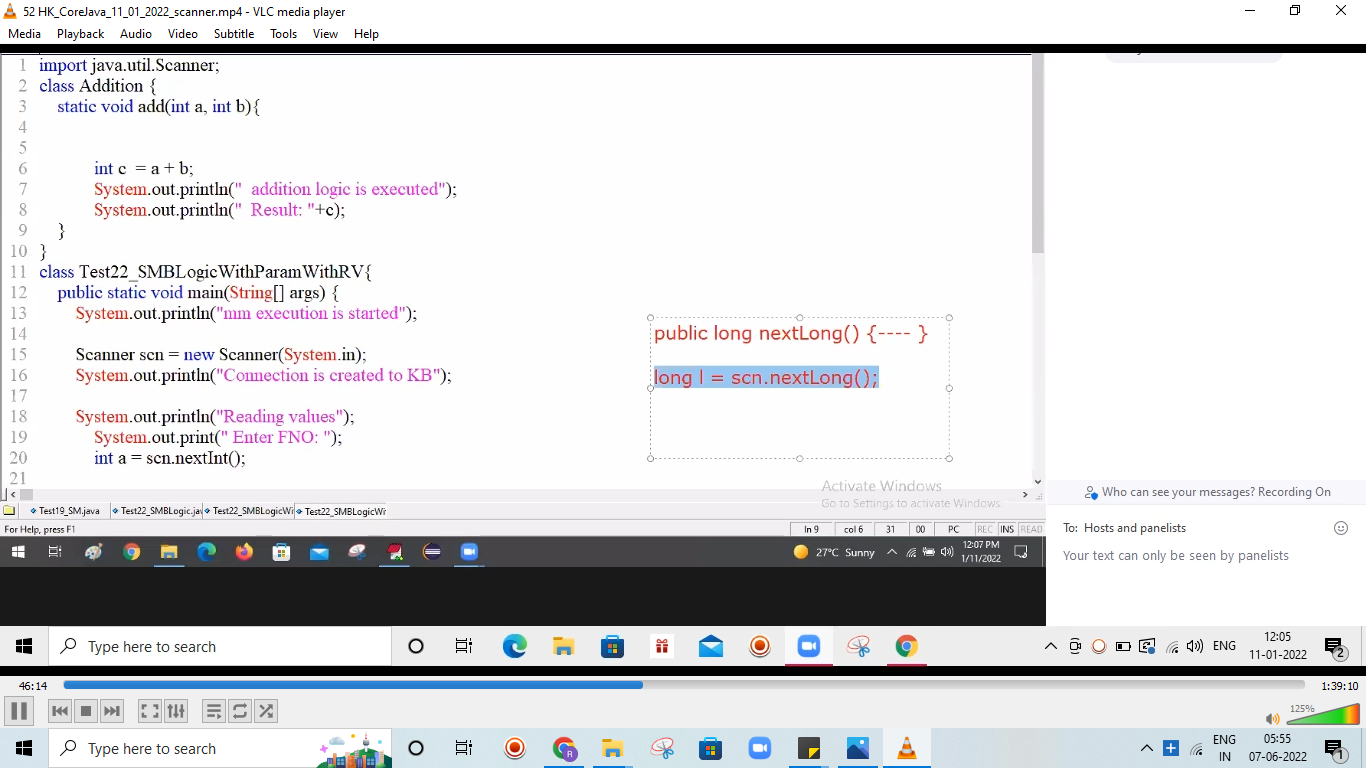 52 HK_CoreJava_11_01_2022_scanner.mp4 - VLC media player
Media Playback Audio Video Subtitle Tools View Help
1 import java.util.Scanner;
2 class Addition {
3 static void add(int a, int b){
4
5
6 int c = a + b;
7 System.out.println(" addition logic is executed");
8 System.out.println(" Result: "+c);
9 }
10 }
11 class Test22_SMBLogicWithParamWithRV{
12 public static void main(String[] args) {
13 System.out.println("mm execution is started");
14
15 Scanner scn = new Scanner(System.in);
16 System.out.println("Connection is created to KB");
17
18 System.out.println("Reading values");
19 System.out.print(" Enter FNO: ");
20 int a = scn.nextInt();
21
public long nextLong() {---- }
long l = scn.nextLong();
Activate Windows
Go to Settings to activate Windows.
Who can see your messages? Recording On
To: Hosts and panelists
Your text can only be seen by panelists
Test19_SM.java Test22_SMBLogic.jav Test22_SMBLogicWi Test22_SMBLogicWi
For Help, press F1 ln 9 col 6 31 00 PC REC INS READ
27°C Sunny 12:07 PM
1/11/2022
Type here to search ENG 12:05
11-01-2022 2
46:14 1:39:10
125%
Type here to search R ENG 05:55
IN 07-06-2022 1